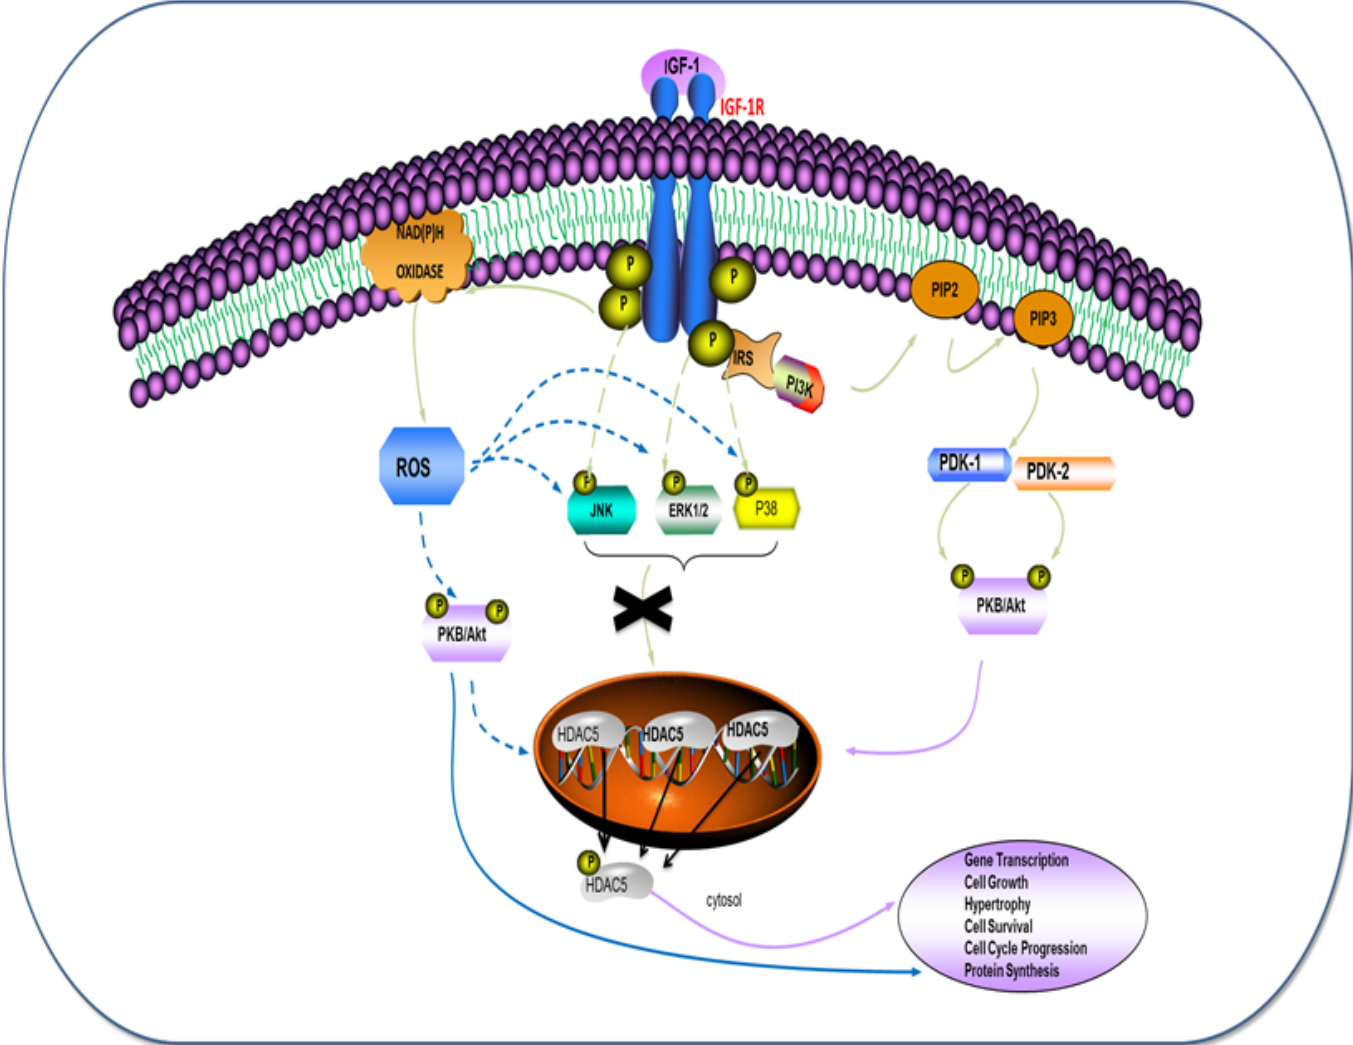 IGF-1
IGF-1R
NAD(P)H
OXIDASE
P
P
P
P
IRS
PI3K
PIP2
PIP3
ROS
P
JNK
P
ERK1/2
P
P38
PDK-1
PDK-2
P
P
PKB/Akt
P
P
PKB/Akt
HDAC5
HDAC5
HDAC5
P
HDAC5
cytosol
Gene Transcription
Cell Growth
Hypertrophy
Cell Survival
Cell Cycle Progression
Protein Synthesis